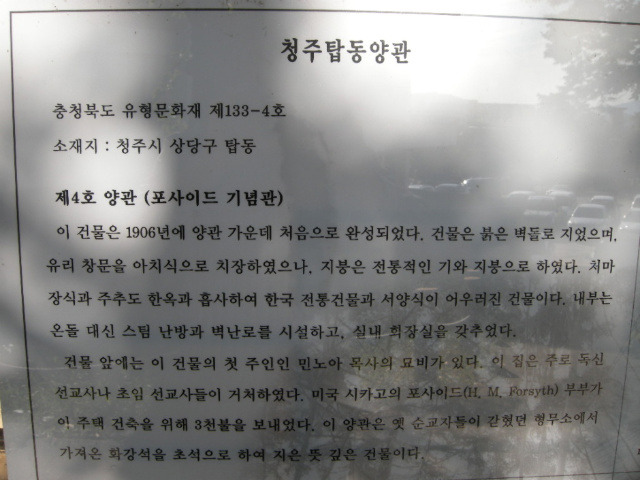 청주탑동양관
충청북도 유형문화재 제133-4호
소재지 : 청주시 상당구 탑동
제4호 양관 (포사이드 기념관)
이 건물은 1906년에 양관 가운데 처음으로 완성되었다. 건물은 붉은 벽돌로 지었으며,
유리 창문을 아치식으로 치장하였으나, 지붕은 전통적인 기와 지붕으로 하였다. 처마
장식과 주추도 한옥과 흡사하여 한국 전통건물과 서양식이 어우러진 건물이다. 내부는
온돌 대신 스팀 난방과 벽난로를 시설하고, 실내 화장실을 갖추었다.
건물 앞에는 이 건물의 첫 주인인 민노아 목사의 묘비가 있다. 이 집은 주로 독신
선교사나 초임 선교사들이 거처하였다. 미국 시카고의 포사이드(H. M. Forsyth) 부부가
이 주택 건축을 위해 3천불을 보내었다. 이 양관은 옛 순교자들이 갇혔던 형무소에서
가져온 화강석을 초석으로 하여 지은 뜻 깊은 건물이다.